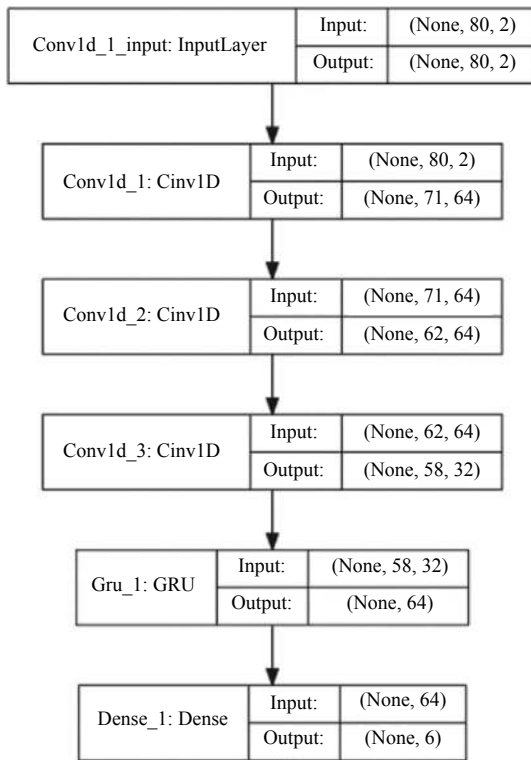 Conv1d_1_input: InputLayer
Input: (None, 80, 2)
Output: (None, 80, 2)
Conv1d_1: Cinv1D
Input: (None, 80, 2)
Output: (None, 71, 64)
Conv1d_2: Cinv1D
Input: (None, 71, 64)
Output: (None, 62, 64)
Conv1d_3: Cinv1D
Input: (None, 62, 64)
Output: (None, 58, 32)
Gru_1: GRU
Input: (None, 58, 32)
Output: (None, 64)
Dense_1: Dense
Input: (None, 64)
Output: (None, 6)